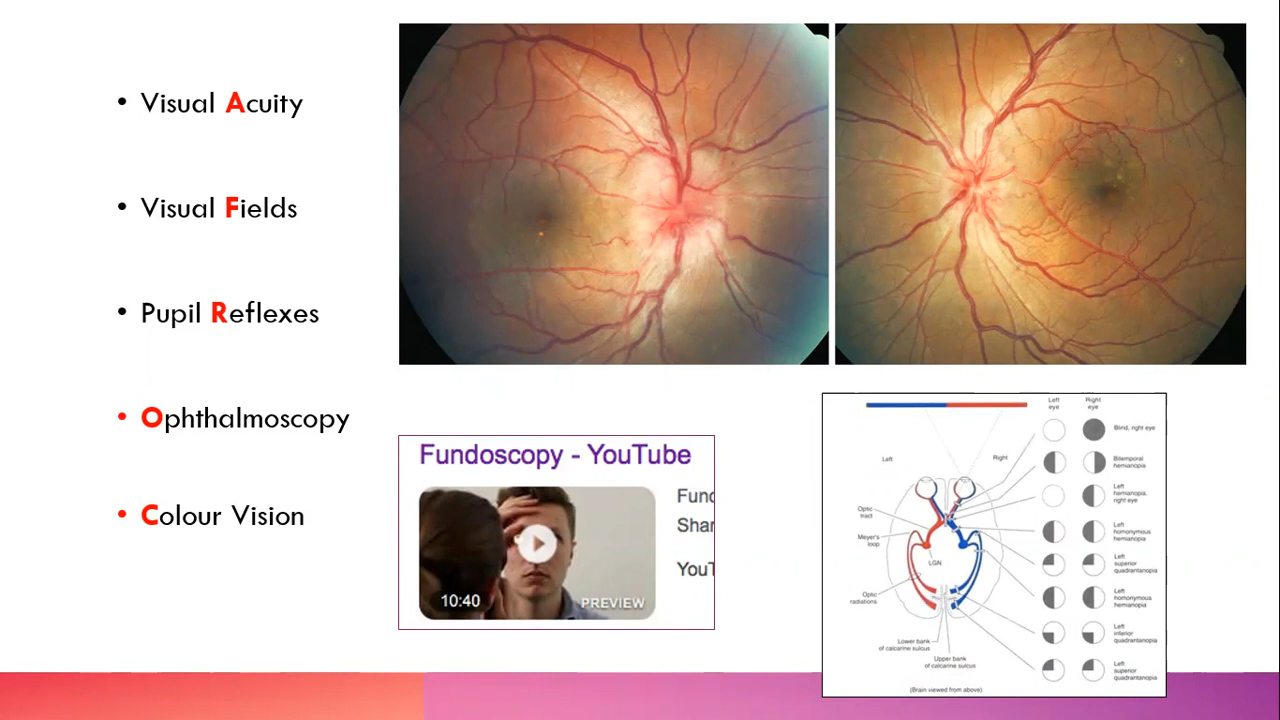 • Visual Acuity
• Visual Fields
• Pupil Reflexes
• Ophthalmoscopy
• Colour Vision
Fundoscopy - YouTube
Func
Shar
YouT
10:40
PREVIEW
Left
eye
Right
eye
Left
Right
Blind, right eye
Bitemporal
hemianopia
Left
hemianopia,
right eye
Optic
tract
Meyer's
loop
LGN
Left
homonymous
hemianopia
Left
superior
quadrantanopia
Optic
radiations
Left
homonymous
hemianopia
Left
inferior
quadrantanopia
Lower bank
of calcarine sulcus
Upper bank
of calcarine sulcus
Left
superior
quadrantanopia
(Brain viewed from above)